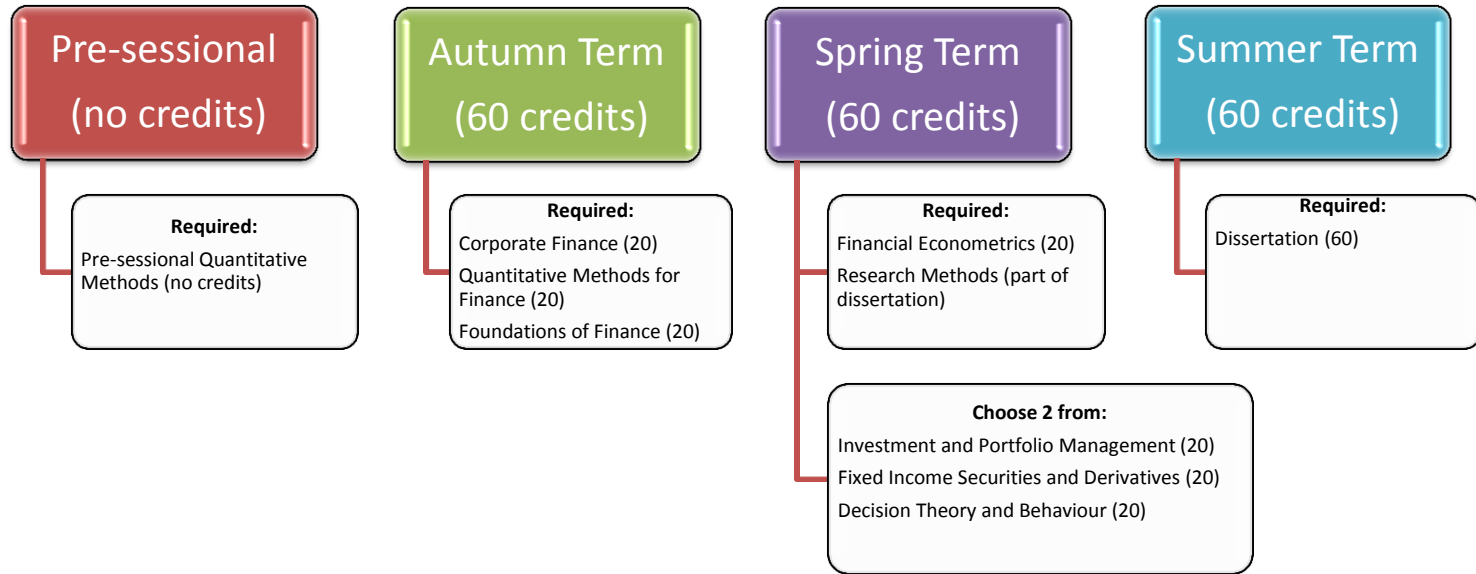 Pre-sessional
(no credits)
Required:
Pre-sessional Quantitative
Methods (no credits)
Autumn Term
(60 credits)
Required:
Corporate Finance (20)
Quantitative Methods for
Finance (20)
Foundations of Finance (20)
Spring Term
(60 credits)
Required:
Financial Econometrics (20)
Research Methods (part of
dissertation)
Choose 2 from:
Investment and Portfolio Management (20)
Fixed Income Securities and Derivatives (20)
Decision Theory and Behaviour (20)
Summer Term
(60 credits)
Required:
Dissertation (60)